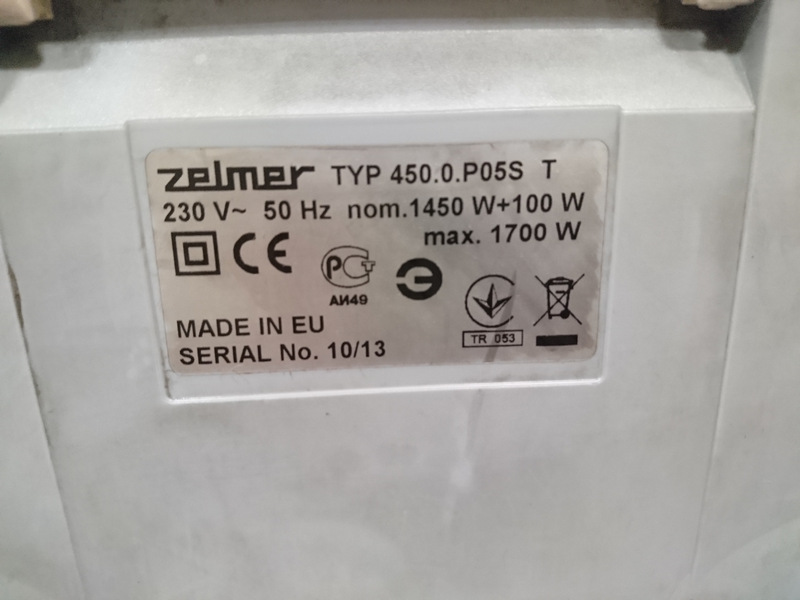 zelmer TYP 450.0.P05S T
230 V~ 50 Hz nom.1450 W+100 W
max. 1700 W
CE
РСТ
АИ49
TR 053
MADE IN EU
SERIAL No. 10/13